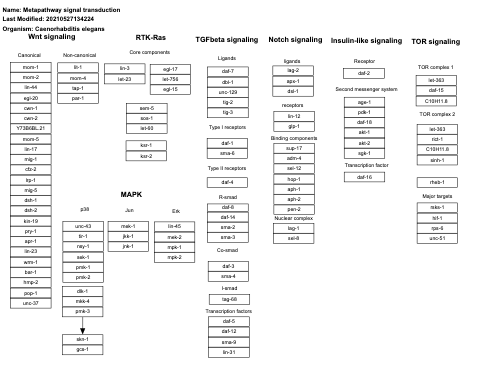 Name: Metapathway signal transduction
Last Modified: 20210527134224
Organism: Caenorhabditis elegans
Wnt signaling
Canonical
Non-canonical
mom-1
mom-2
lin-44
egl-20
cwn-1
cwn-2
Y73B6BL.21
mom-5
lin-17
mig-1
cfz-2
lrp-1
mig-5
dsh-1
dsh-2
kin-19
pry-1
apr-1
lin-23
wrm-1
bar-1
hmp-2
pop-1
unc-37
lit-1
mom-4
tap-1
par-1
RTK-Ras
Core components
lin-3
let-23
egl-17
let-756
egl-15
sem-5
soa-1
let-60
ksr-1
ksr-2
MAPK
p38
Jun
Erk
unc-43
tir-1
nsy-1
sek-1
pmk-1
pmk-2
dlk-1
mkk-4
pmk-3
skn-1
gcs-1
mek-1
jkk-1
jnk-1
lin-45
mek-2
mpk-1
mpk-2
TGFbeta signaling
Ligands
daf-7
dbl-1
unc-129
tig-2
tig-3
Type I receptors
daf-1
sma-6
Type II receptors
daf-4
R-smad
daf-8
daf-14
sma-2
sma-3
Co-smad
daf-3
sma-4
I-smad
tag-68
Transcription factors
daf-5
daf-12
sma-9
lin-31
Notch signaling
ligands
lag-2
apx-1
dsl-1
receptors
lin-12
glp-1
Binding components
sup-17
adm-4
sel-12
hop-1
aph-1
aph-2
pen-2
Nuclear complex
lag-1
sel-8
Insulin-like signaling
Receptor
daf-2
Second messenger system
age-1
pdk-1
daf-18
akt-1
akt-2
sgk-1
Transcription factor
daf-16
TOR signaling
TOR complex 1
let-363
daf-15
C10H11.8
TOR complex 2
let-363
rict-1
C10H11.8
sinh-1
rheb-1
Major targets
rsks-1
hif-1
rps-6
unc-51